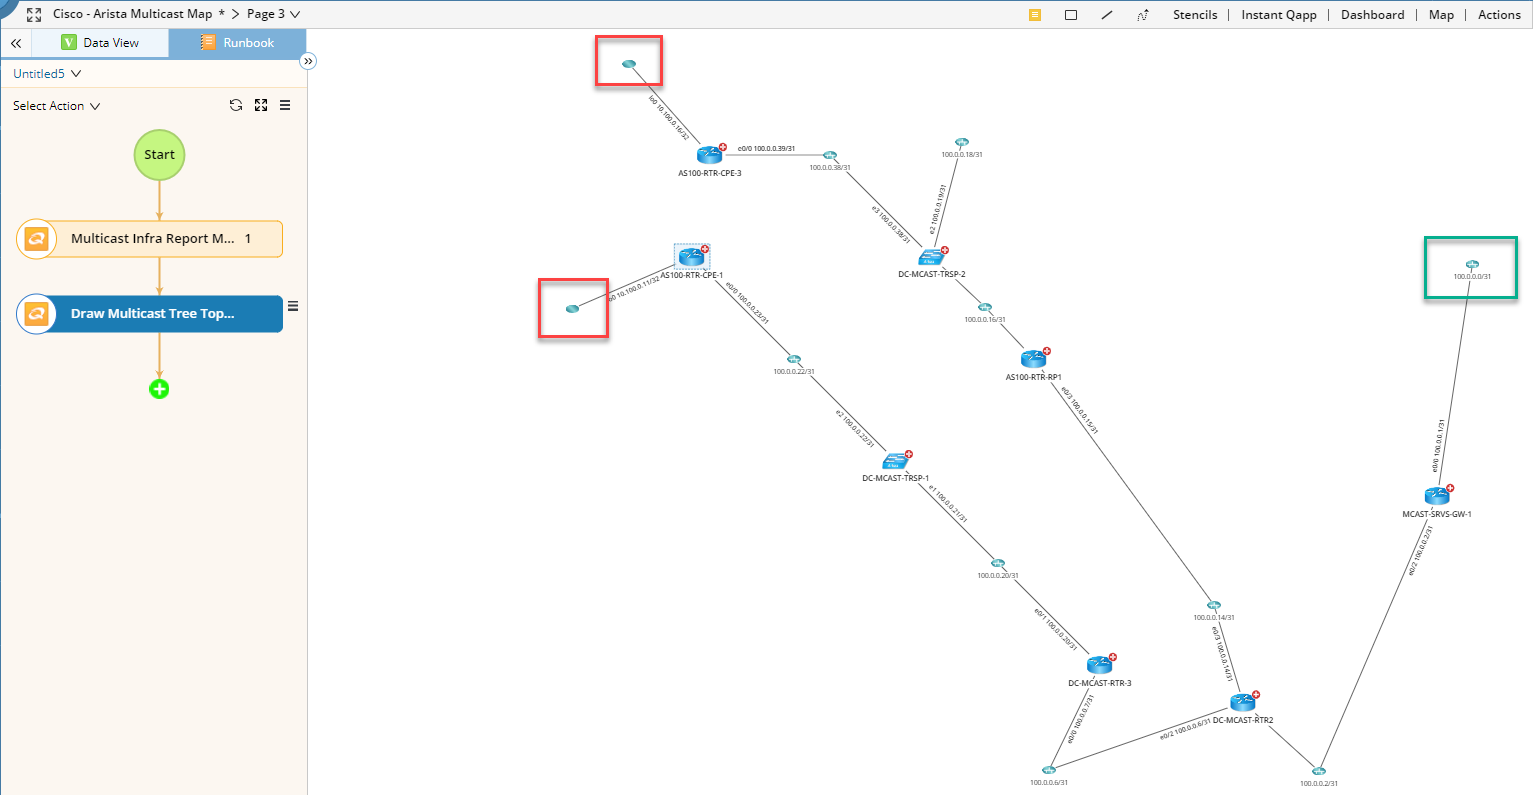 Cisco - Arista Multicast Map * > Page 3
Stencils | Instant Qapp | Dashboard | Map | Actions
Data View
Runbook
Untitled5
Select Action
Start
Multicast Infra Report M... 1
Draw Multicast Tree Top...
lo0 10.100.0.16/32
AS100-RTR-CPE-3
e0/0 100.0.0.39/31
100.0.0.38/31
100.0.0.18/31
e3 100.0.0.38/31
e2 100.0.0.19/31
DC-MCAST-TRSP-2
AS100-RTR-CPE-1
lo0 10.100.0.11/32
e0/0 100.0.0.23/31
100.0.0.0/31
100.0.0.16/31
100.0.0.22/31
AS100-RTR-RP1
e0/3 100.0.0.15/31
e2 100.0.0.22/31
DC-MCAST-TRSP-1
e1 100.0.0.21/31
e0/0 100.0.0.1/31
MCAST-SRVS-GW-1
e0/2 100.0.0.2/31
100.0.0.20/31
e0/1 100.0.0.20/31
100.0.0.14/31
e0/3 100.0.0.14/31
DC-MCAST-RTR-3
e0/0 100.0.0.7/31
DC-MCAST-RTR2
e0/2 100.0.0.6/31
100.0.0.6/31
100.0.0.2/31